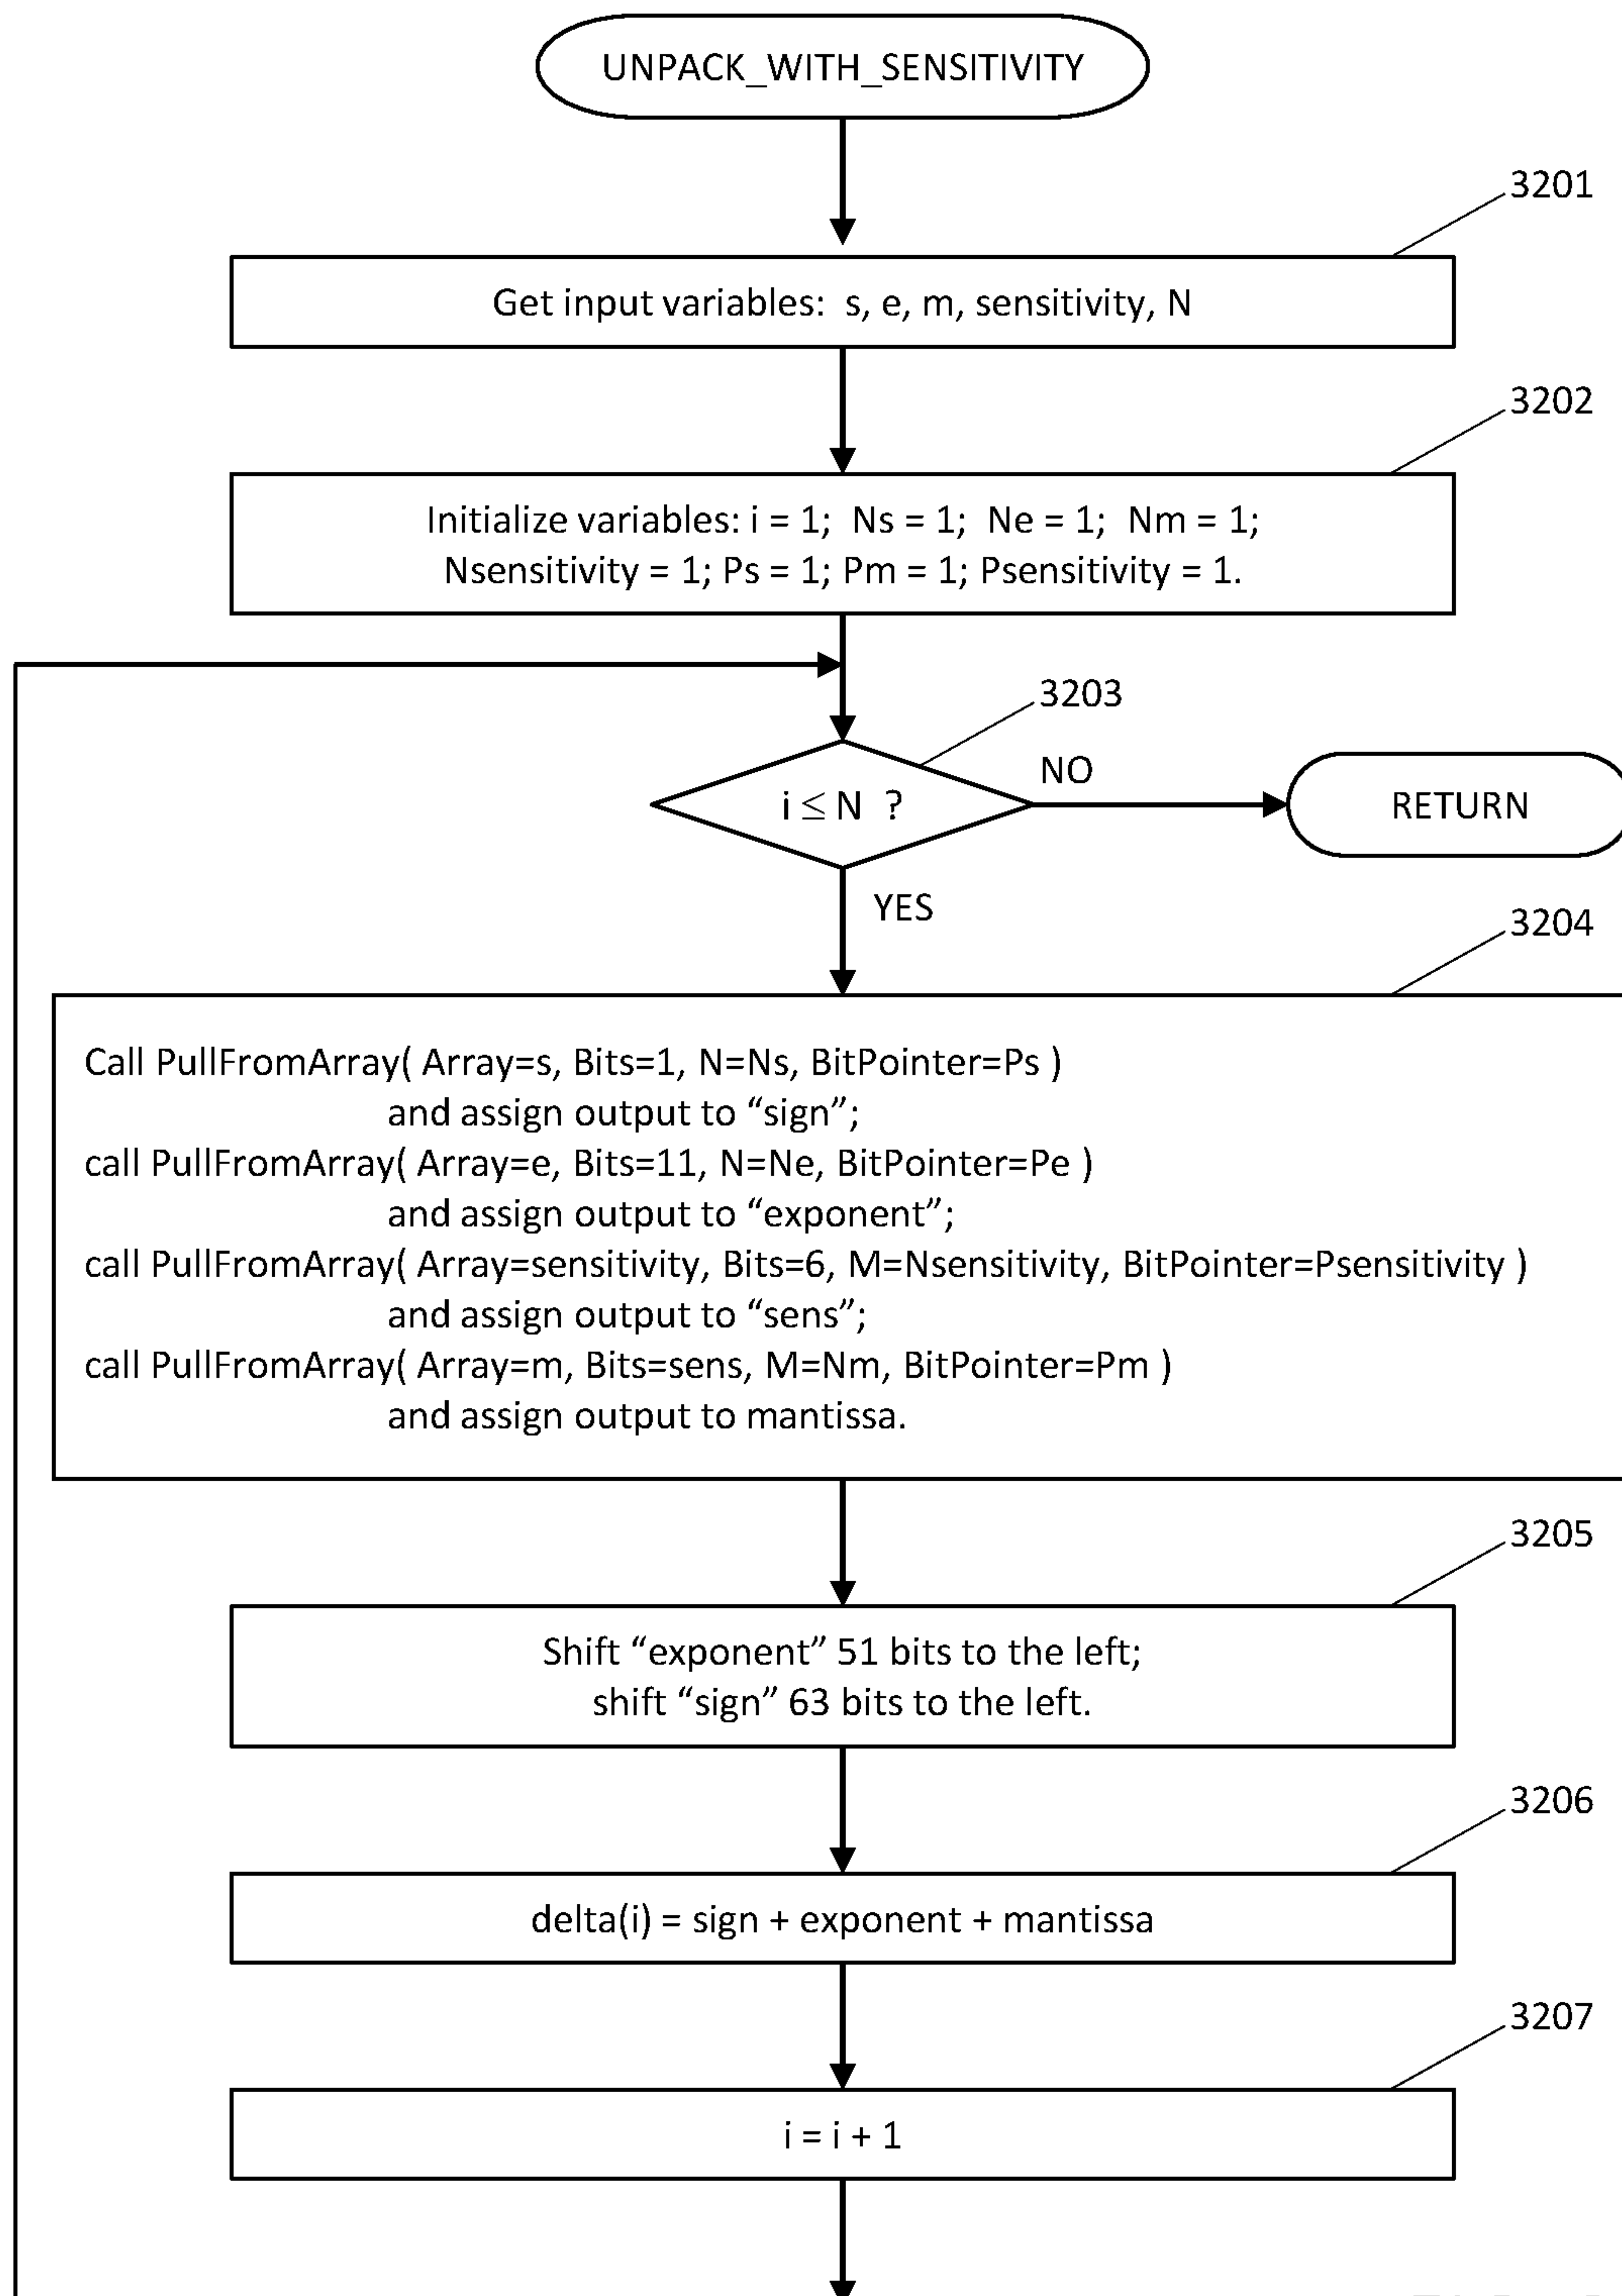 UNPACK_WITH_SENSITIVITY
3201
Get input variables: s, e, m, sensitivity, N
3202
Initialize variables: i = 1; Ns = 1; Ne = 1; Nm = 1;
Nsensitivity = 1; Ps = 1; Pm = 1; Psensitivity = 1.
3203
i ≤ N ?
NO
RETURN
YES
3204
Call PullFromArray( Array=s, Bits=1, N=Ns, BitPointer=Ps )
and assign output to “sign”;
call PullFromArray( Array=e, Bits=11, N=Ne, BitPointer=Pe )
and assign output to “exponent”;
call PullFromArray( Array=sensitivity, Bits=6, M=Nsensitivity, BitPointer=Psensitivity )
and assign output to “sens”;
call PullFromArray( Array=m, Bits=sens, M=Nm, BitPointer=Pm )
and assign output to mantissa.
3205
Shift “exponent” 51 bits to the left;
shift “sign” 63 bits to the left.
3206
delta(i) = sign + exponent + mantissa
3207
i = i + 1